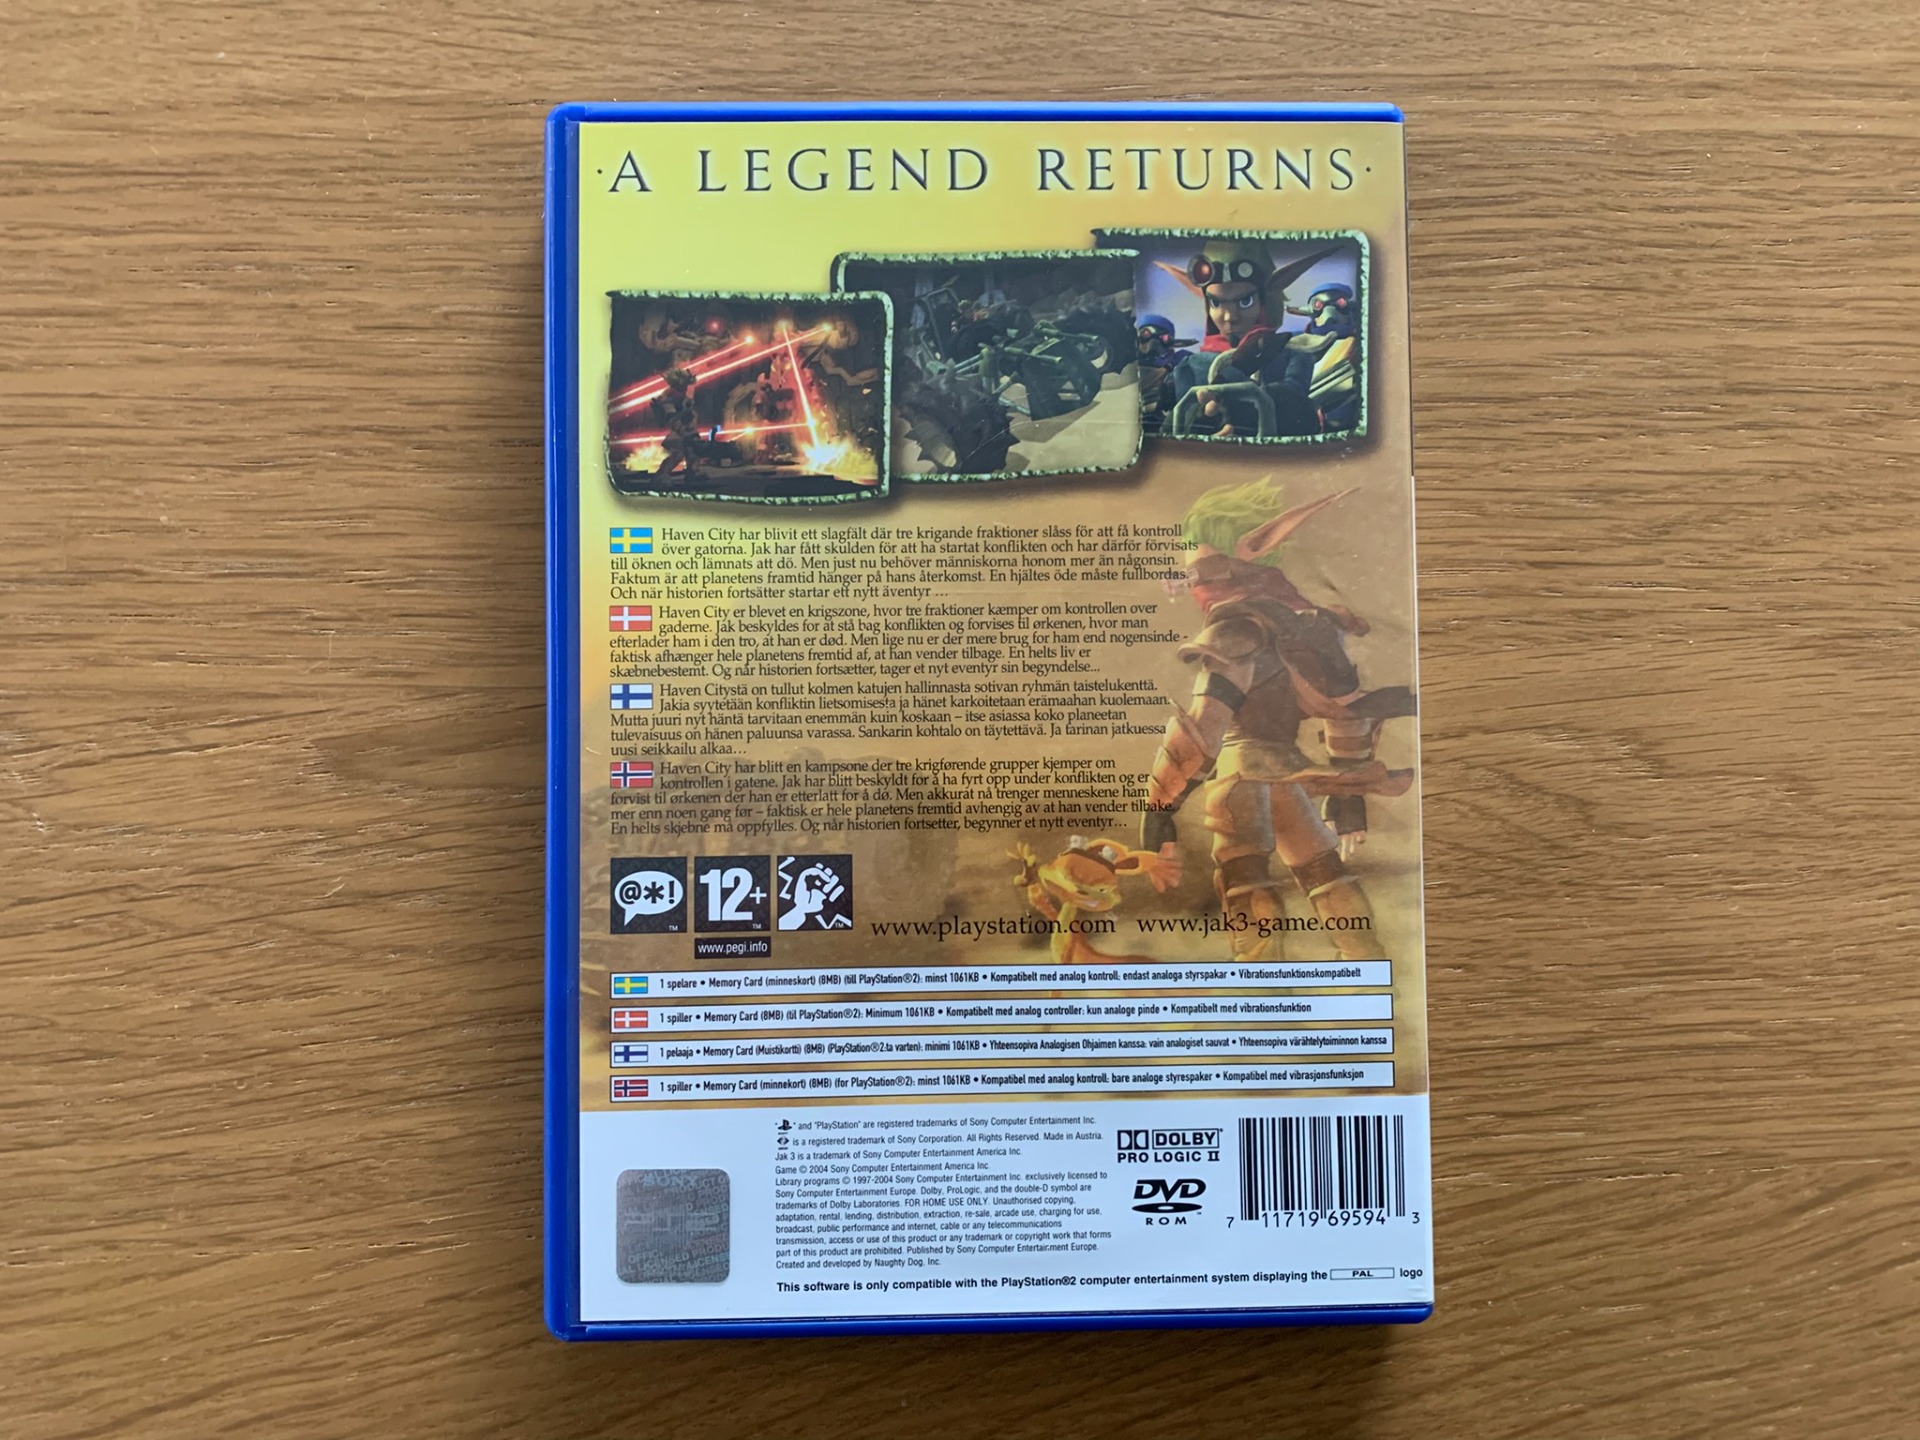 ·A LEGEND RETURNS·
Haven City har blivit ett slagfält där tre krigande fraktioner slåss för att få kontroll
över gatorna. Jak har fått skulden för att ha startat konflikten och har därför förvisats
till öknen och lämnats att dö. Men just nu behöver människorna honom mer än någonsin.
Faktum är att planetens framtid hänger på hans återkomst. En hjältes öde måste fullbordas.
Och när historien fortsätter startar ett nytt äventyr ...
Haven City er blevet en krigszone, hvor tre fraktioner kæmper om kontrollen over
gaderne. Jak beskyldes for at stå bag konflikten og forvises til ørkenen, hvor man
efterlader ham i den tro, at han er død. Men lige nu er der mere brug for ham end nogensinde -
faktisk afhænger hele planetens fremtid af, at han vender tilbage. En helts liv er
skæbnebestemt. Og når historien fortsætter, tager et nyt eventyr sin begyndelse...
Haven Citystä on tullut kolmen katujen hallinnasta sotivan ryhmän taistelukenttä.
Jakia syytetään konfliktin lietsomisesta ja hänet karkoitetaan erämaahan kuolemaan.
Mutta juuri nyt häntä tarvitaan enemmän kuin koskaan – itse asiassa koko planeetan
tulevaisuus on hänen paluunsa varassa. Sankarin kohtalo on täytettävä. Ja tarinan jatkuessa
uusi seikkailu alkaa...
Haven City har blitt en kampsone der tre krigførende grupper kjemper om
kontrollen i gatene. Jak har blitt beskyldt for å ha fyrt opp under konflikten og er
forvist til ørkenen der han er etterlatt for å dø. Men akkurat nå trenger menneskene ham
mer enn noen gang før – faktisk er hele planetens fremtid avhengig av at han vender tilbake.
En helts skjebne må oppfylles. Og når historien fortsetter, begynner et nytt eventyr...
@*! TM
12+ TM
TM
www.pegi.info
www.playstation.com www.jak3-game.com
1 spelare • Memory Card (minneskort) (8MB) (till PlayStation®2): minst 1061KB • Kompatibelt med analog kontroll: endast analoga styrspakar • Vibrationsfunktionskompatibelt
1 spiller • Memory Card (8MB) (til PlayStation®2): Minimum 1061KB • Kompatibelt med analog controller: kun analoge pinde • Kompatibelt med vibrationsfunktion
1 pelaaja • Memory Card (Muistikortti) (8MB) (PlayStation®2:ta varten): minimi 1061KB • Yhteensopiva Analogisen Ohjaimen kanssa: vain analogiset sauvat • Yhteensopiva värähtelytoiminnon kanssa
1 spiller • Memory Card (minnekort) (8MB) (for PlayStation®2): minst 1061KB • Kompatibel med analog kontroll: bare analoge styrespaker • Kompatibel med vibrasjonsfunksjon
" " and "PlayStation" are registered trademarks of Sony Computer Entertainment Inc.
is a registered trademark of Sony Corporation. All Rights Reserved. Made in Austria.
Jak 3 is a trademark of Sony Computer Entertainment America Inc.
Game © 2004 Sony Computer Entertainment America Inc.
Library programs © 1997-2004 Sony Computer Entertainment Inc. exclusively licensed to
Sony Computer Entertainment Europe. Dolby, ProLogic, and the double-D symbol are
trademarks of Dolby Laboratories. FOR HOME USE ONLY. Unauthorised copying,
adaptation, rental, lending, distribution, extraction, re-sale, arcade use, charging for use,
broadcast, public performance and internet, cable or any telecommunications
transmission, access or use of this product or any trademark or copyright work that forms
part of this product are prohibited. Published by Sony Computer Entertainment Europe.
Created and developed by Naughty Dog, Inc.
DOLBY
PRO LOGIC II
DVD
ROM
7 11719 69594 3
SONY
This software is only compatible with the PlayStation®2 computer entertainment system displaying the PAL logo